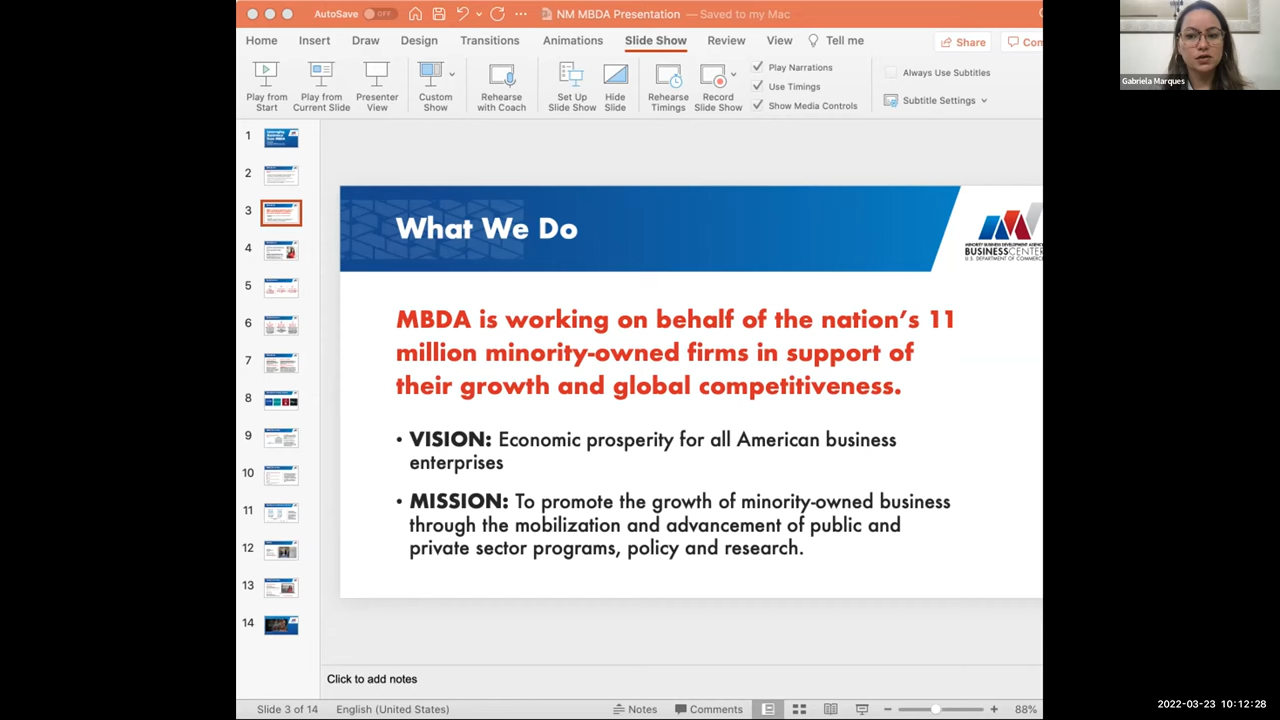 AutoSave OFF NM MBDA Presentation — Saved to my Mac
Home Insert Draw Design Transitions Animations Slide Show Review View Tell me Share
Play from Start
Play from Current Slide
Presenter View
Custom Show
Rehearse with Coach
Set Up Slide Show
Hide Slide
Rehearse Timings
Record Slide Show
Play Narrations
Use Timings
Show Media Controls
Always Use Subtitles
Subtitle Settings
Gabriela Marques
1
2
3
4
5
6
7
8
9
10
11
12
13
14
What We Do
MINORITY BUSINESS DEVELOPMENT AGENCY
BUSINESS CENTER
U.S. DEPARTMENT OF COMMERCE
MBDA is working on behalf of the nation's 11
million minority-owned firms in support of
their growth and global competitiveness.
• VISION: Economic prosperity for all American business
enterprises
• MISSION: To promote the growth of minority-owned business
through the mobilization and advancement of public and
private sector programs, policy and research.
Click to add notes
Slide 3 of 14 English (United States) Notes Comments 88%
2022-03-23 10:12:28